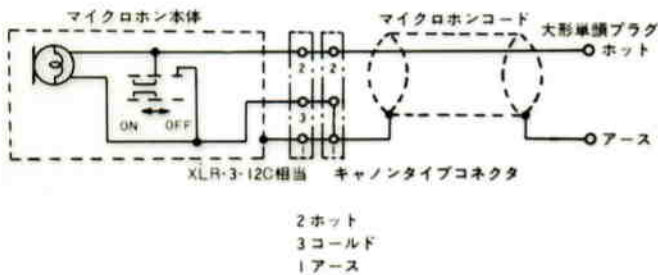 マイクロホン本体
マイクロホンコード
大形単頭プラグ
ホット
2
2
3
ON
OFF
1
アース
XLR-3-12C相当
キャノンタイプコネクタ
2 ホット
3 コールド
1 アース